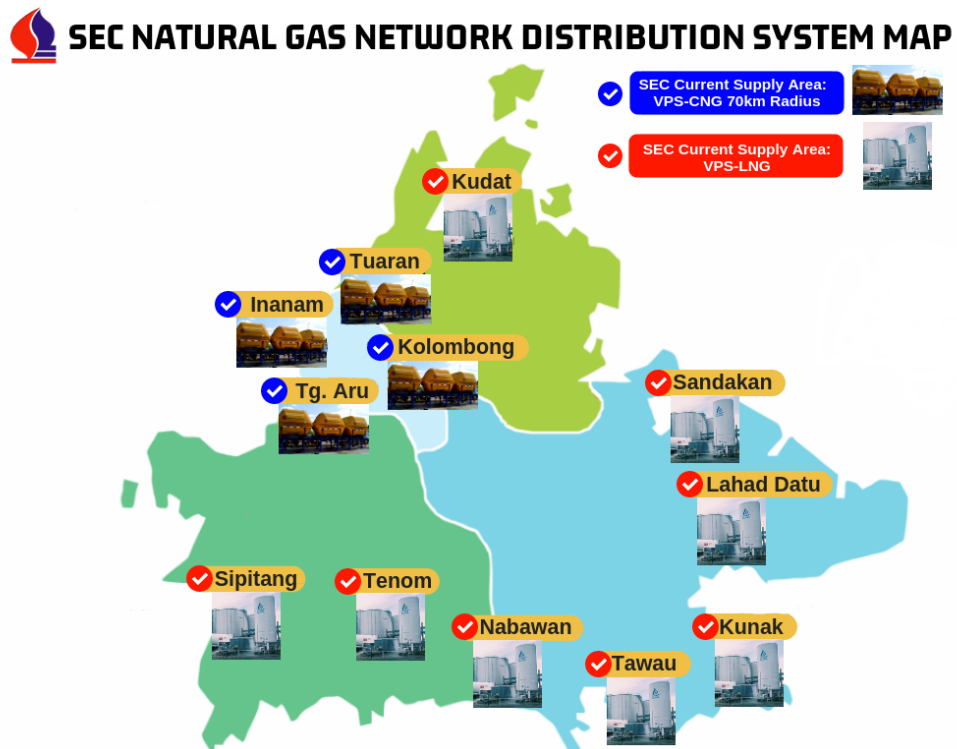 SEC NATURAL GAS NETWORK DISTRIBUTION SYSTEM MAP
SEC Current Supply Area:
VPS-CNG 70km Radius
SEC Current Supply Area:
VPS-LNG
Kudat
Tuaran
Inanam
Kolombong
Tg. Aru
Sandakan
Lahad Datu
Sipitang
Tenom
Nabawan
Kunak
Tawau